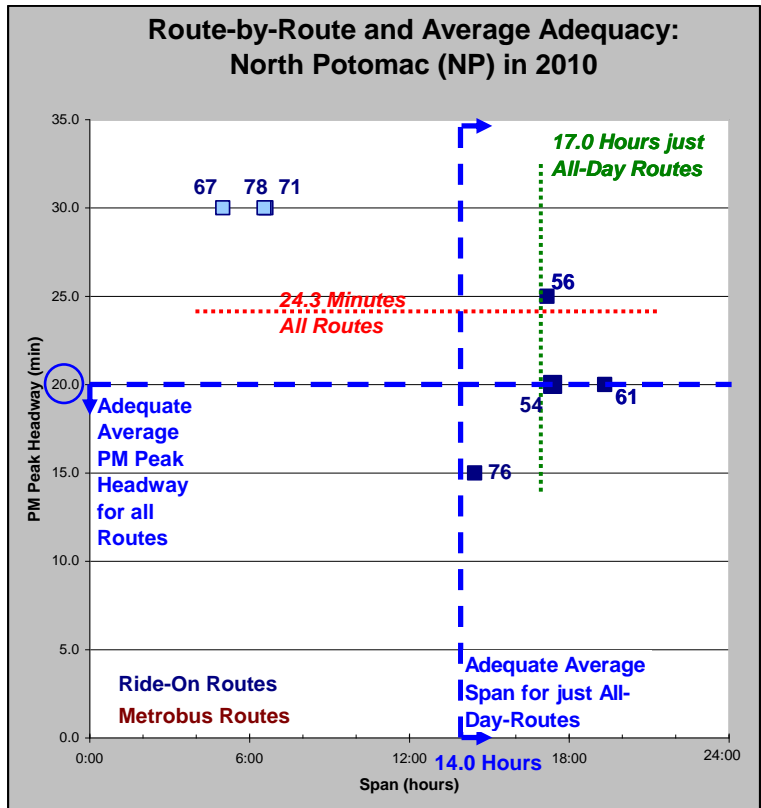 Route-by-Route and Average Adequacy:
North Potomac (NP) in 2010
35.0
30.0
25.0
20.0
15.0
10.0
5.0
0.0
PM Peak Headway (min)
17.0 Hours just
All-Day Routes
67 78 71
56
24.3 Minutes
All Routes
54
61
76
Adequate
Average
PM Peak
Headway
for all
Routes
Adequate Average
Span for just All-
Day-Routes
Ride-On Routes
Metrobus Routes
0:00 6:00 12:00 18:00 24:00
14.0 Hours
Span (hours)